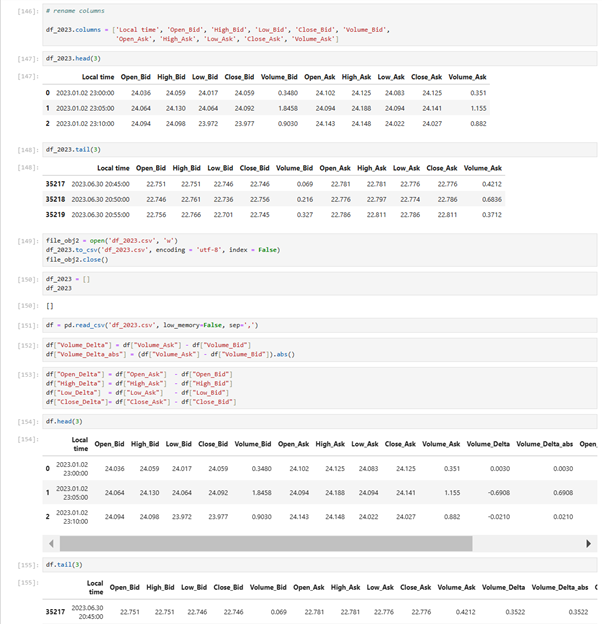 [146]: # rename columns
df_2023.columns = ['Local time', 'Open_Bid', 'High_Bid', 'Low_Bid', 'Close_Bid', 'Volume_Bid',
'Open_Ask', 'High_Ask', 'Low_Ask', 'Close_Ask', 'Volume_Ask']
[147]: df_2023.head(3)
[147]: Local time Open_Bid High_Bid Low_Bid Close_Bid Volume_Bid Open_Ask High_Ask Low_Ask Close_Ask Volume_Ask
0 2023.01.02 23:00:00 24.036 24.059 24.017 24.059 0.3480 24.102 24.125 24.083 24.125 0.351
1 2023.01.02 23:05:00 24.064 24.130 24.064 24.092 1.8458 24.094 24.188 24.094 24.141 1.155
2 2023.01.02 23:10:00 24.094 24.098 23.972 23.977 0.9030 24.143 24.148 24.022 24.027 0.882
[148]: df_2023.tail(3)
[148]: Local time Open_Bid High_Bid Low_Bid Close_Bid Volume_Bid Open_Ask High_Ask Low_Ask Close_Ask Volume_Ask
35217 2023.06.30 20:45:00 22.751 22.751 22.746 22.746 0.069 22.781 22.781 22.776 22.776 0.4212
35218 2023.06.30 20:50:00 22.746 22.761 22.736 22.756 0.216 22.776 22.797 22.774 22.786 0.6836
35219 2023.06.30 20:55:00 22.756 22.766 22.701 22.745 0.327 22.786 22.811 22.786 22.811 0.3712
[149]: file_obj2 = open('df_2023.csv', 'w')
df_2023.to_csv('df_2023.csv', encoding = 'utf-8', index = False)
file_obj2.close()
[150]: df_2023 = []
df_2023
[150]: []
[151]: df = pd.read_csv('df_2023.csv', low_memory=False, sep=',')
[152]: df["Volume_Delta"] = df["Volume_Ask"] - df["Volume_Bid"]
df["Volume_Delta_abs"] = (df["Volume_Ask"] - df["Volume_Bid"]).abs()
[153]: df["Open_Delta"] = df["Open_Ask"] - df["Open_Bid"]
df["High_Delta"] = df["High_Ask"] - df["High_Bid"]
df["Low_Delta"] = df["Low_Ask"] - df["Low_Bid"]
df["Close_Delta"]= df["Close_Ask"] - df["Close_Bid"]
[154]: df.head(3)
[154]: Local time Open_Bid High_Bid Low_Bid Close_Bid Volume_Bid Open_Ask High_Ask Low_Ask Close_Ask Volume_Ask Volume_Delta Volume_Delta_abs Open_
0 2023.01.02 23:00:00 24.036 24.059 24.017 24.059 0.3480 24.102 24.125 24.083 24.125 0.351 0.0030 0.0030
1 2023.01.02 23:05:00 24.064 24.130 24.064 24.092 1.8458 24.094 24.188 24.094 24.141 1.155 -0.6908 0.6908
2 2023.01.02 23:10:00 24.094 24.098 23.972 23.977 0.9030 24.143 24.148 24.022 24.027 0.882 -0.0210 0.0210
[155]: df.tail(3)
[155]: Local time Open_Bid High_Bid Low_Bid Close_Bid Volume_Bid Open_Ask High_Ask Low_Ask Close_Ask Volume_Ask Volume_Delta Volume_Delta_abs
35217 2023.06.30 20:45:00 22.751 22.751 22.746 22.746 0.069 22.781 22.781 22.776 22.776 0.4212 0.3522 0.3522